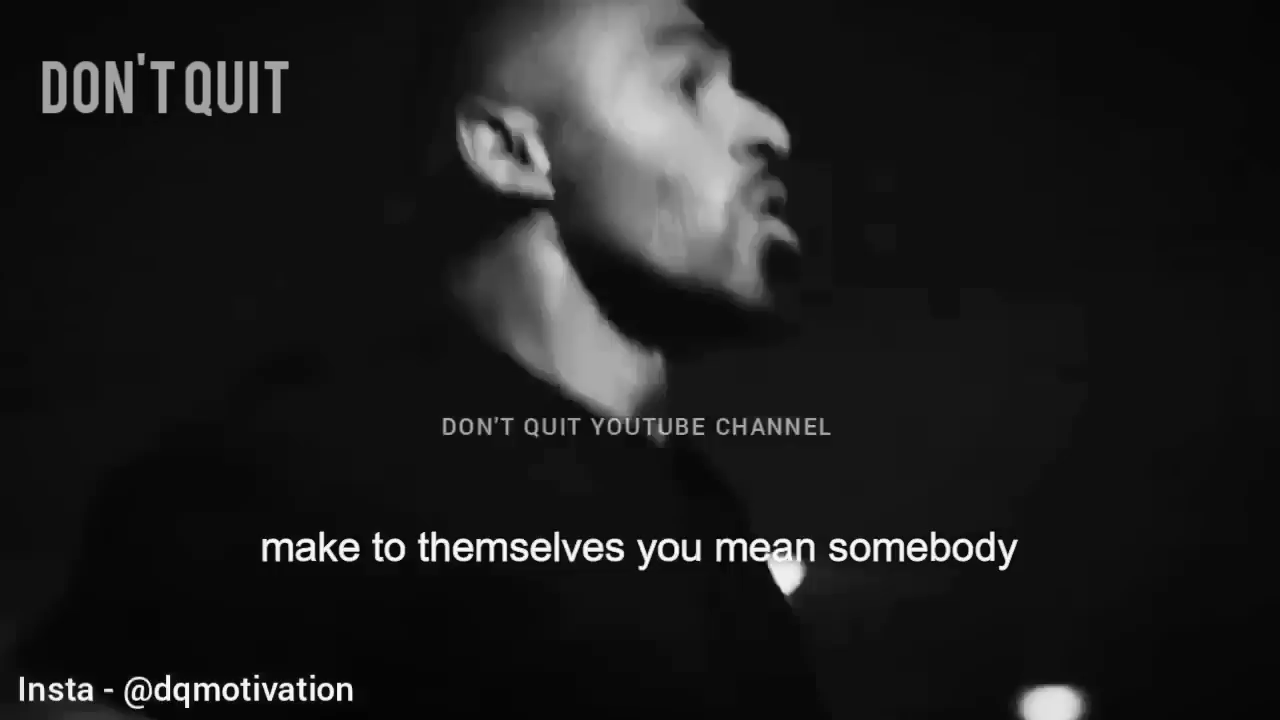 DON'T QUIT
DON'T QUIT YOUTUBE CHANNEL
make to themselves you mean somebody
Insta - @dqmotivation